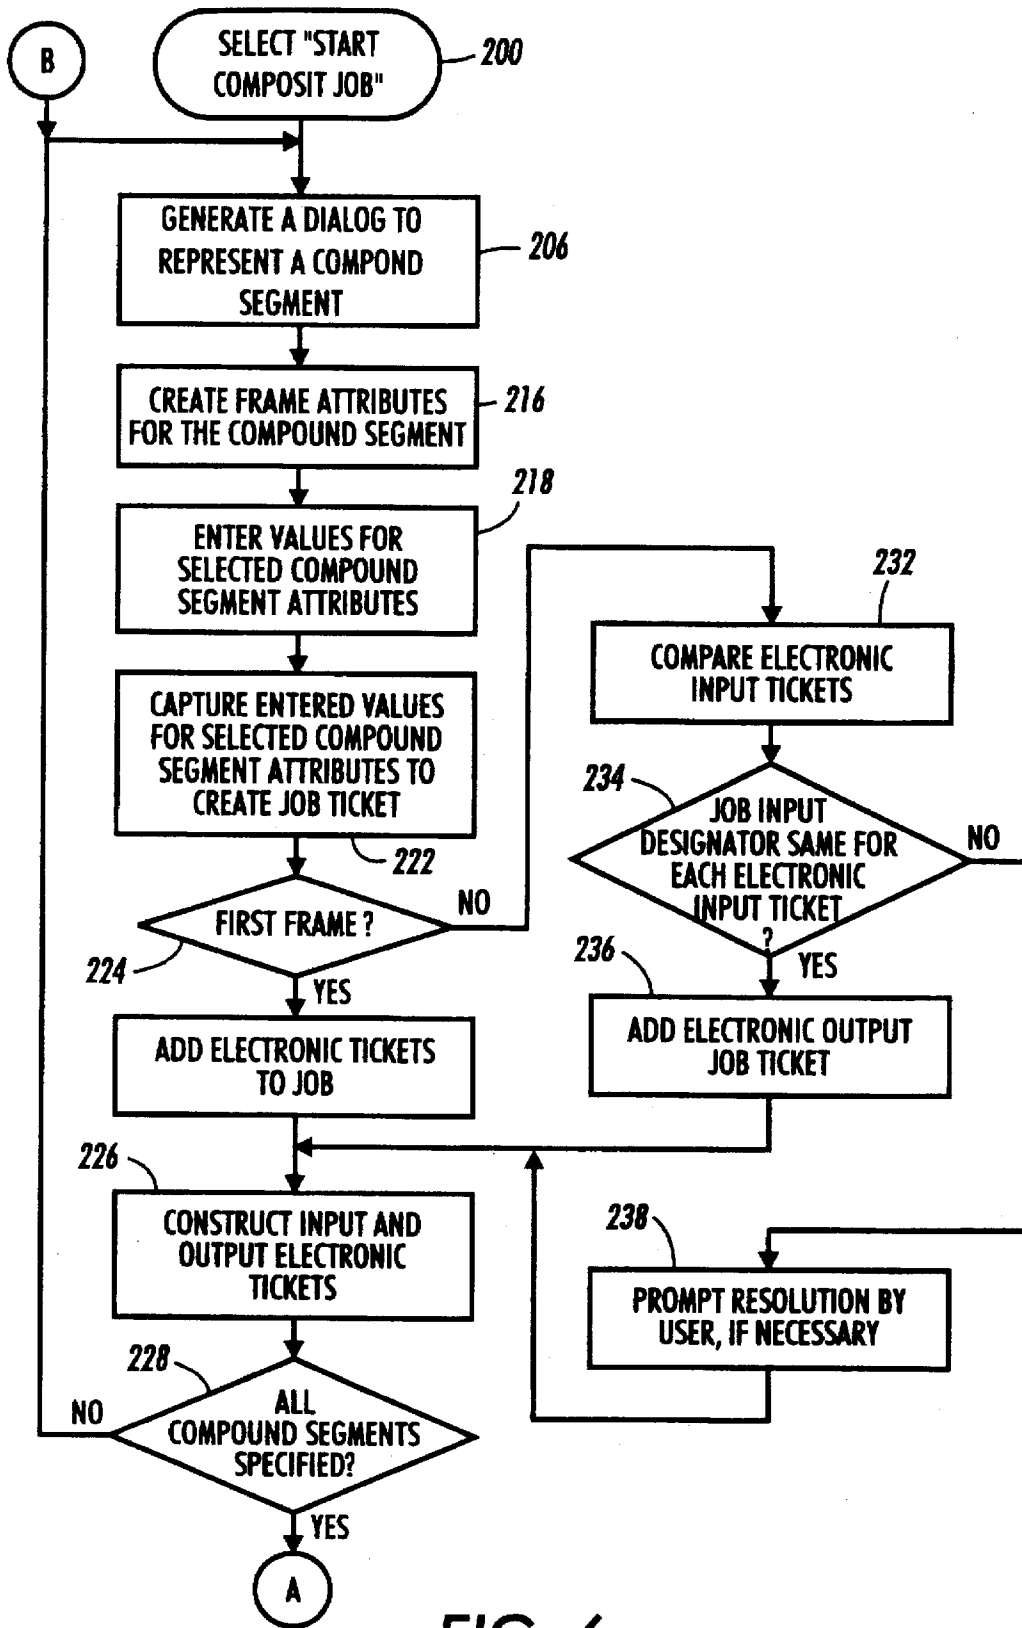 B
SELECT "START
COMPOSIT JOB"
200
GENERATE A DIALOG TO
REPRESENT A COMPOND
SEGMENT
206
CREATE FRAME ATTRIBUTES
FOR THE COMPOUND SEGMENT
216
218
ENTER VALUES FOR
SELECTED COMPOUND
SEGMENT ATTRIBUTES
CAPTURE ENTERED VALUES
FOR SELECTED COMPOUND
SEGMENT ATTRIBUTES TO
CREATE JOB TICKET
222
FIRST FRAME ?
NO
224
YES
ADD ELECTRONIC TICKETS
TO JOB
226
CONSTRUCT INPUT AND
OUTPUT ELECTRONIC
TICKETS
228
ALL
COMPOUND SEGMENTS
SPECIFIED?
NO
YES
A
232
COMPARE ELECTRONIC
INPUT TICKETS
234
JOB INPUT
DESIGNATOR SAME FOR
EACH ELECTRONIC
INPUT TICKET
?
NO
YES
236
ADD ELECTRONIC OUTPUT
JOB TICKET
238
PROMPT RESOLUTION BY
USER, IF NECESSARY
FIG.